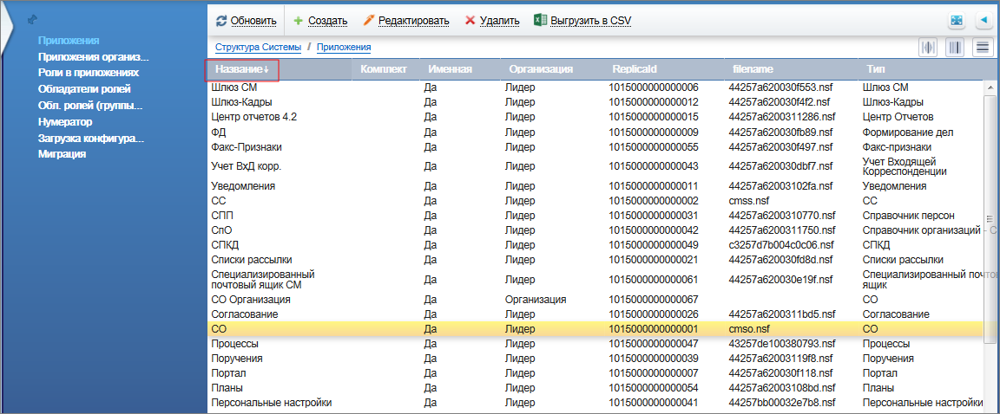 Обновить Создать Редактировать Удалить Выгрузить в CSV
Структура Системы / Приложения
Приложения
Приложения организ...
Роли в приложениях
Обладатели ролей
Обл. ролей (группы...
Нумератор
Загрузка конфигура...
Миграция
Название↓ Комплект Именная Организация ReplicaId filename Тип
Шлюз СМ Да Лидер 1015000000000006 44257a620030f553.nsf Шлюз СМ
Шлюз-Кадры Да Лидер 1015000000000012 44257a620030f4f2.nsf Шлюз-Кадры
Центр отчетов 4.2 Да Лидер 1015000000000015 44257a6200311286.nsf Центр Отчетов
ФД Да Лидер 1015000000000009 44257a620030fb89.nsf Формирование дел
Факс-Признаки Да Лидер 1015000000000055 44257a620030f497.nsf Факс-признаки
Учет ВхД корр. Да Лидер 1015000000000043 44257a620030dbf7.nsf Учет Входящей
Корреспонденции
Уведомления Да Лидер 1015000000000011 44257a62003102fa.nsf Уведомления
СС Да Лидер 1015000000000002 cmss.nsf СС
СПП Да Лидер 1015000000000031 44257a6200310770.nsf Справочник персон
СпО Да Лидер 1015000000000042 44257a6200311750.nsf Справочник организаций - С
СПКД Да Лидер 1015000000000049 c3257d7b004c0c06.nsf СПКД
Списки рассылки Да Лидер 1015000000000021 44257a620030fd8d.nsf Списки рассылки
Специализированный
почтовый ящик СМ Да Лидер 1015000000000061 44257a620030e19f.nsf Специализированный почтов
ящик
СО Организация Да Организация 1015000000000067 СО
Согласование Да Лидер 1015000000000026 44257a6200311bd5.nsf Согласование
СО Да Лидер 1015000000000001 cmso.nsf СО
Процессы Да Лидер 1015000000000047 43257de100380793.nsf Процессы
Поручения Да Лидер 1015000000000039 44257a62003119f8.nsf Поручения
Портал Да Лидер 1015000000000007 44257a620030f118.nsf Портал
Планы Да Лидер 1015000000000054 44257a62003108bd.nsf Планы
Персональные настройки Да Лидер 1015000000000041 44257bb00032e7b8.nsf Персональные настройки